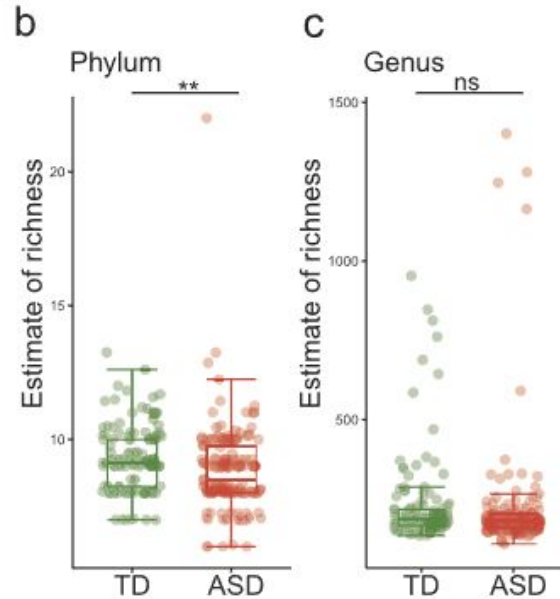 b
Phylum
**
Estimate of richness
20
15
10
TD ASD
c
Genus
ns
Estimate of richness
1500
1000
500
TD ASD